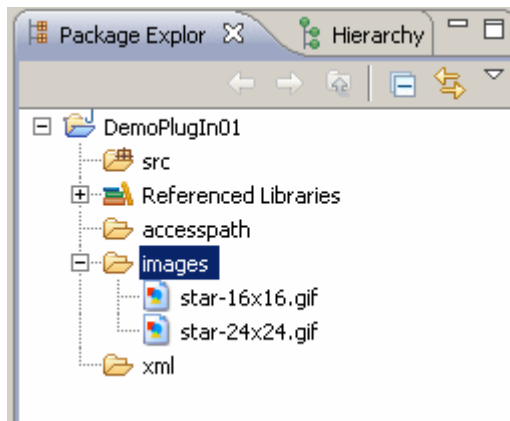 Package Explor Hierarchy
DemoPlugIn01
src
Referenced Libraries
accesspath
images
star-16x16.gif
star-24x24.gif
xml